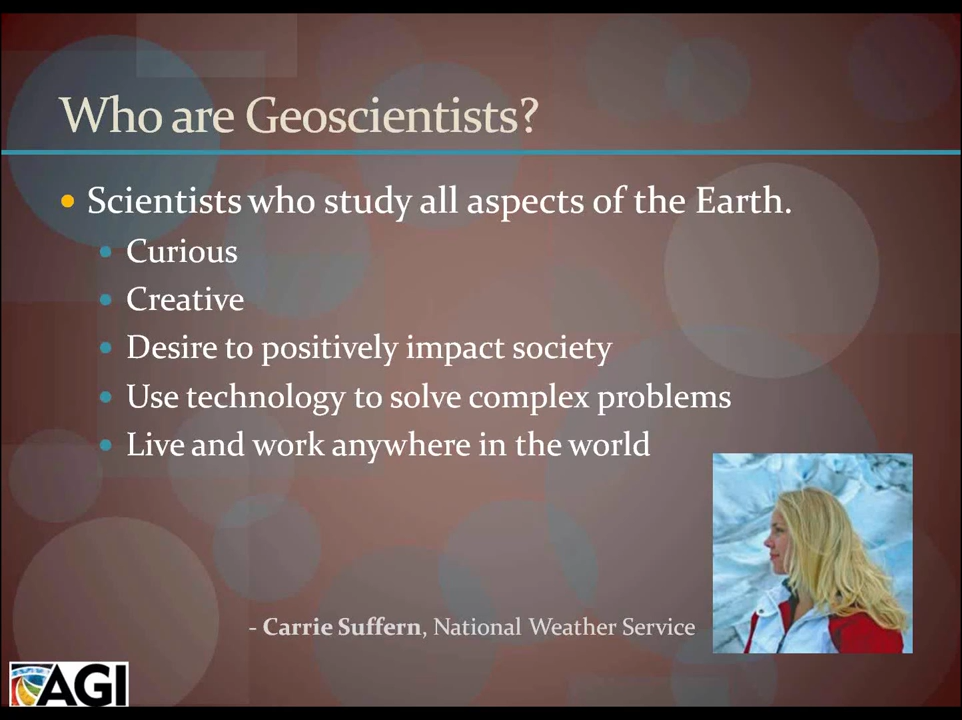 Who are Geoscientists?
Scientists who study all aspects of the Earth.
Curious
Creative
Desire to positively impact society
Use technology to solve complex problems
Live and work anywhere in the world
- Carrie Suffern, National Weather Service
AGI